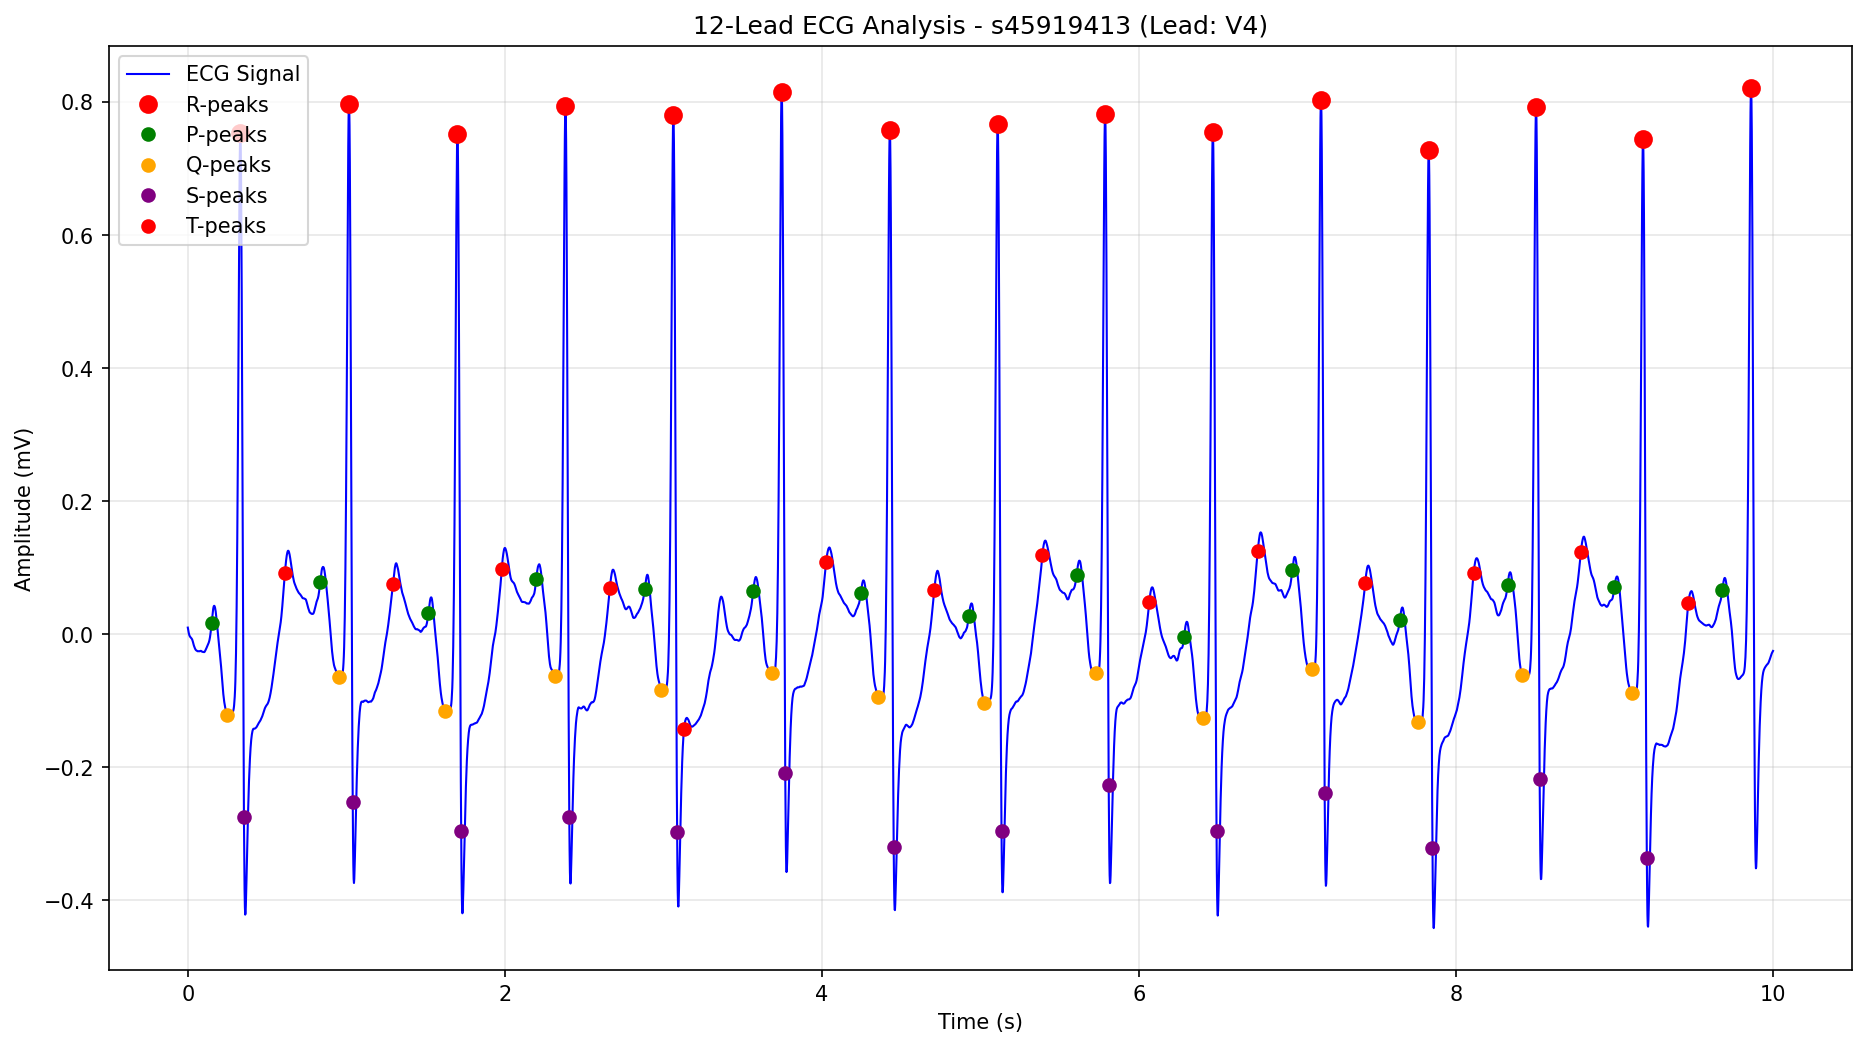 12-Lead ECG Analysis - s45919413 (Lead: V4)
ECG Signal
R-peaks
P-peaks
Q-peaks
S-peaks
T-peaks
Amplitude (mV)
0.8
0.6
0.4
0.2
0.0
−0.2
−0.4
0 2 4 6 8 10
Time (s)